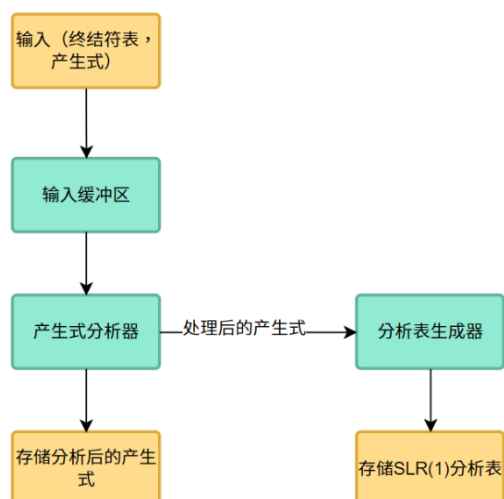 输入（终结符表，
产生式）
输入缓冲区
产生式分析器
处理后的产生式
分析表生成器
存储分析后的产生
式
存储SLR(1)分析表